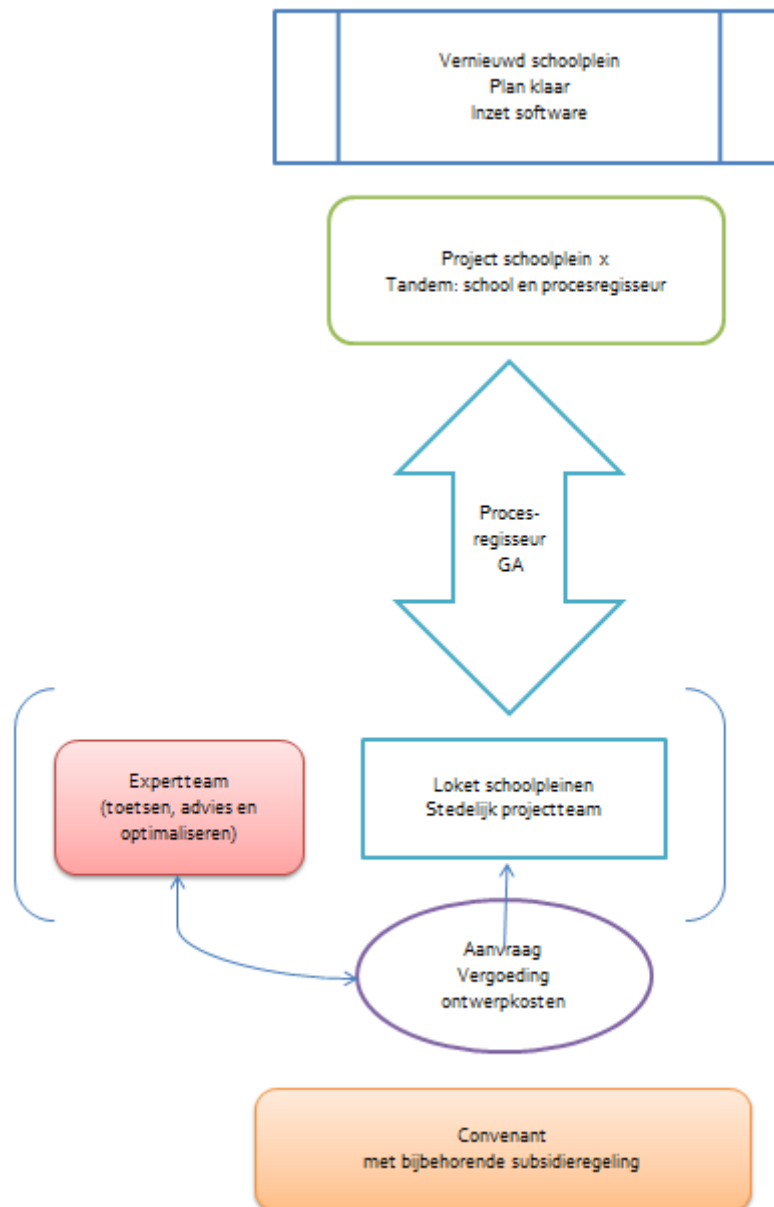 Vernieuwd schoolplein
Plan klaar
Inzet software
Project schoolplein x
Tandem: school en procesregisseur
Proces-
regisseur
GA
Expertteam
(toetsen, advies en
optimaliseren)
Loket schoolpleinen
Stedelijk projectteam
Aanvraag
Vergoeding
ontwerpkosten
Convenant
met bijbehorende subsidieregeling